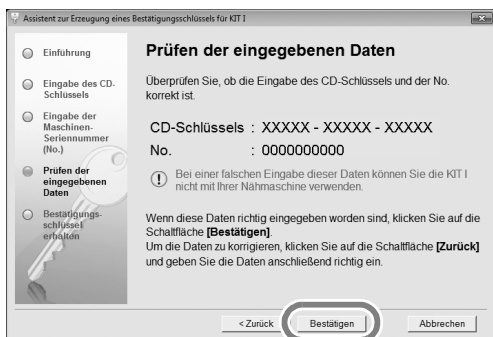 Assistent zur Erzeugung eines Bestätigungsschlüssels für KIT I
Einführung
Eingabe des CD-
Schlüssels
Eingabe der
Maschinen-
Seriennummer
(No.)
Prüfen der
eingegebenen
Daten
Bestätigungs-
schlüssel
erhalten
Prüfen der eingegebenen Daten
Überprüfen Sie, ob die Eingabe des CD-Schlüssels und der No.
korrekt ist.
CD-Schlüssels : XXXXX - XXXXX - XXXXX
No. : 0000000000
Bei einer falschen Eingabe dieser Daten können Sie die KIT I
nicht mit Ihrer Nähmaschine verwenden.
Wenn diese Daten richtig eingegeben worden sind, klicken Sie auf die
Schaltfläche [Bestätigen].
Um die Daten zu korrigieren, klicken Sie auf die Schaltfläche [Zurück]
und geben Sie die Daten anschließend richtig ein.
< Zurück
Bestätigen
Abbrechen